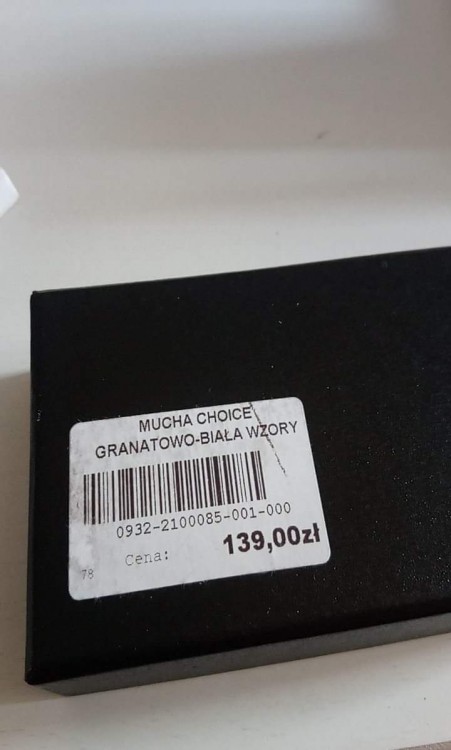 MUCHA CHOICE
GRANATOWO-BIAŁA WZORY
0932-2100085-001-000
78 Cena: 139,00zł